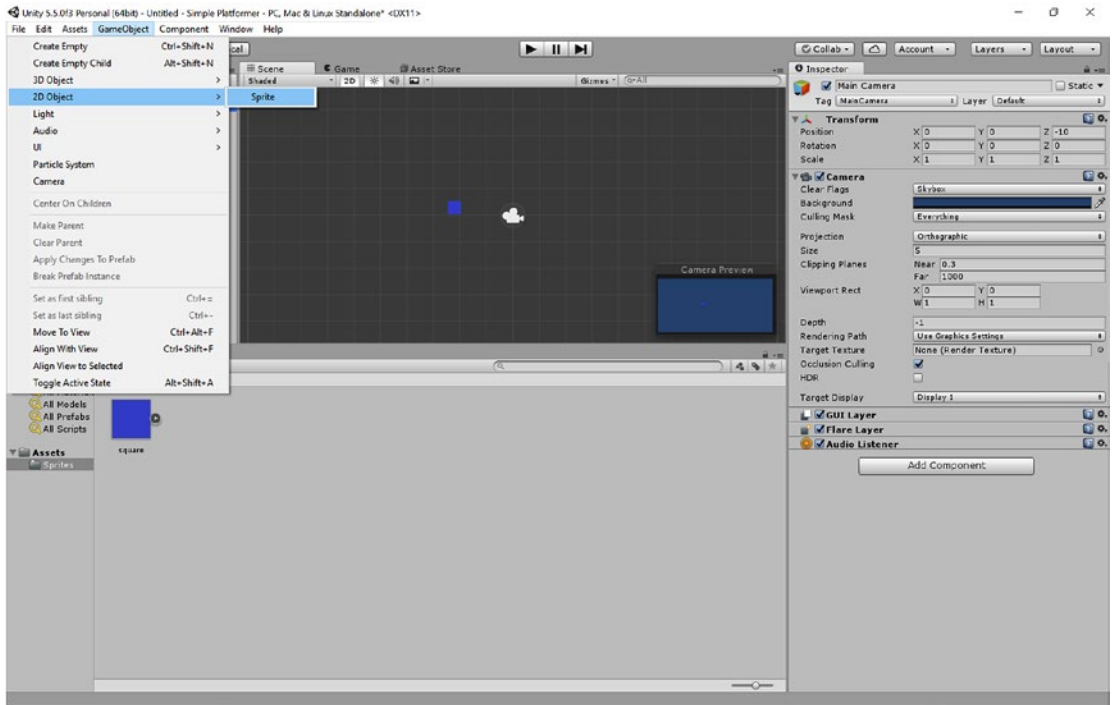 Unity 5.5.0f3 Personal (64bit) - Untitled - Simple Platformer - PC, Mac & Linux Standalone* <DX11>
File Edit Assets GameObject Component Window Help
Create Empty Ctrl+Shift+N
Create Empty Child Alt+Shift+N
3D Object
2D Object
Sprite
Light
Audio
UI
Particle System
Camera
Center On Children
Make Parent
Clear Parent
Apply Changes To Prefab
Break Prefab Instance
Set as first sibling Ctrl+=
Set as last sibling Ctrl+-
Move To View Ctrl+Alt+F
Align With View Ctrl+Shift+F
Align View to Selected
Toggle Active State Alt+Shift+A
Collab Account Layers Layout
Scene Game Asset Store
Shaded 2D Gizmos All
Camera Preview
All Models
All Prefabs
All Scripts
Assets
Sprites
square
Inspector
Main Camera Static
Tag MainCamera Layer Default
Transform
Position X 0 Y 0 Z -10
Rotation X 0 Y 0 Z 0
Scale X 1 Y 1 Z 1
Camera
Clear Flags Skybox
Background
Culling Mask Everything
Projection Orthographic
Size 5
Clipping Planes Near 0.3
Far 1000
Viewport Rect X 0 Y 0
W 1 H 1
Depth -1
Rendering Path Use Graphics Settings
Target Texture None (Render Texture)
Occlusion Culling
HDR
Target Display Display 1
GUI Layer
Flare Layer
Audio Listener
Add Component